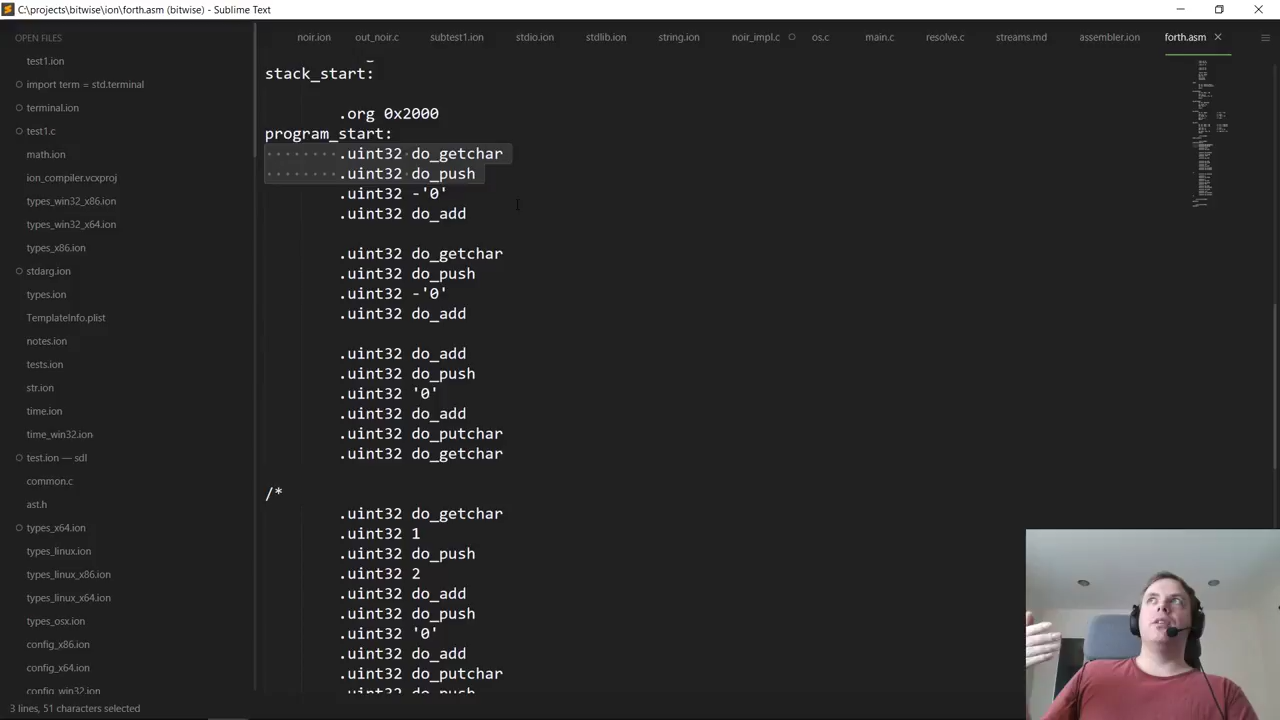 C:\projects\bitwise\ion\forth.asm (bitwise) - Sublime Text
OPEN FILES
noir.ion out_noir.c subtest1.ion stdio.ion stdlib.ion string.ion noir_impl.c os.c main.c resolve.c streams.md assembler.ion forth.asm
test1.ion
import term = std.terminal
terminal.ion
test1.c
math.ion
ion_compiler.vcxproj
types_win32_x86.ion
types_win32_x64.ion
types_x86.ion
stdarg.ion
types.ion
TemplateInfo.plist
notes.ion
tests.ion
str.ion
time.ion
time_win32.ion
test.ion — sdl
common.c
ast.h
types_x64.ion
types_linux.ion
types_linux_x86.ion
types_linux_x64.ion
types_osx.ion
config_x86.ion
config_x64.ion
config_win32.ion
stack_start:
.org 0x2000
program_start:
.uint32 do_getchar
.uint32 do_push
.uint32 -'0'
.uint32 do_add
.uint32 do_getchar
.uint32 do_push
.uint32 -'0'
.uint32 do_add
.uint32 do_add
.uint32 do_push
.uint32 '0'
.uint32 do_add
.uint32 do_putchar
.uint32 do_getchar
/*
.uint32 do_getchar
.uint32 1
.uint32 do_push
.uint32 2
.uint32 do_add
.uint32 do_push
.uint32 '0'
.uint32 do_add
.uint32 do_putchar
.uint32 do_push
3 lines, 51 characters selected